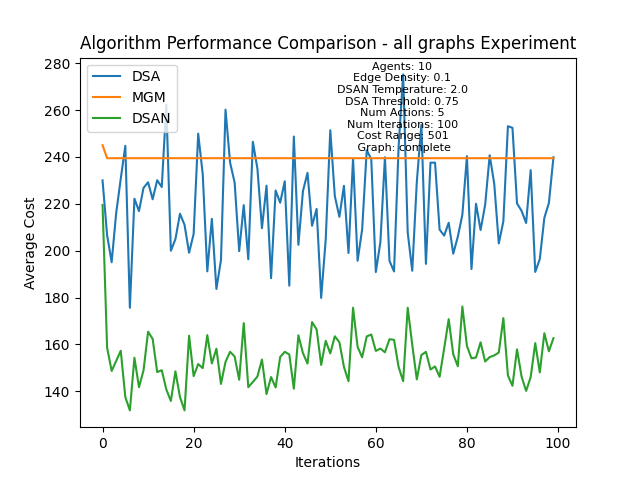 Algorithm Performance Comparison - all graphs Experiment
DSA
MGM
DSAN
Agents: 10
Edge Density: 0.1
DSAN Temperature: 2.0
DSA Threshold: 0.75
Num Actions: 5
Num Iterations: 100
Cost Range: 501
Graph: complete
280
260
240
220
200
180
160
140
Average Cost
0 20 40 60 80 100
Iterations